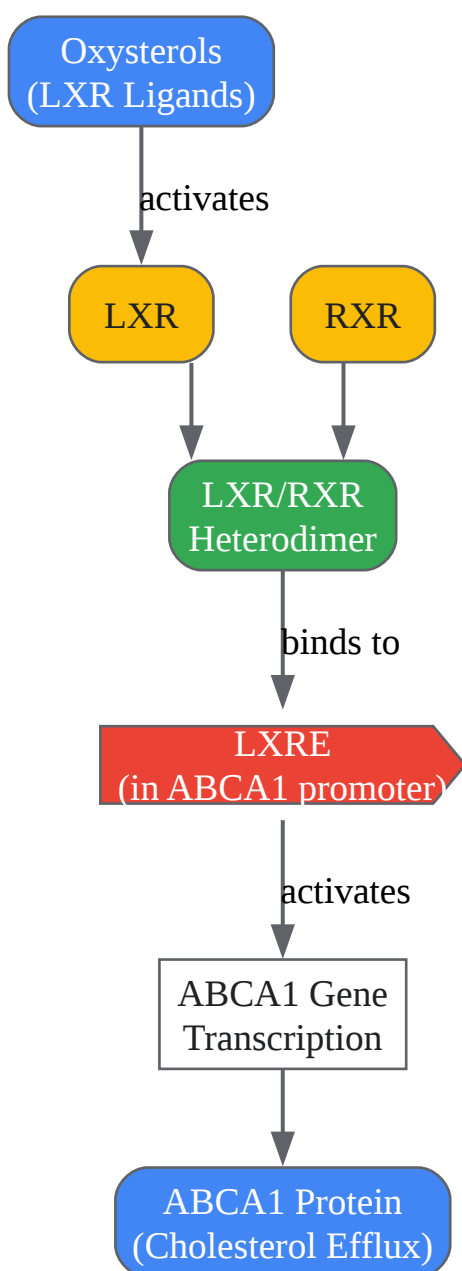 Oxysterols
(LXR Ligands)
activates
LXR
RXR
LXR/RXR
Heterodimer
binds to
LXRE
(in ABCA1 promoter)
activates
ABCA1 Gene
Transcription
ABCA1 Protein
(Cholesterol Efflux)